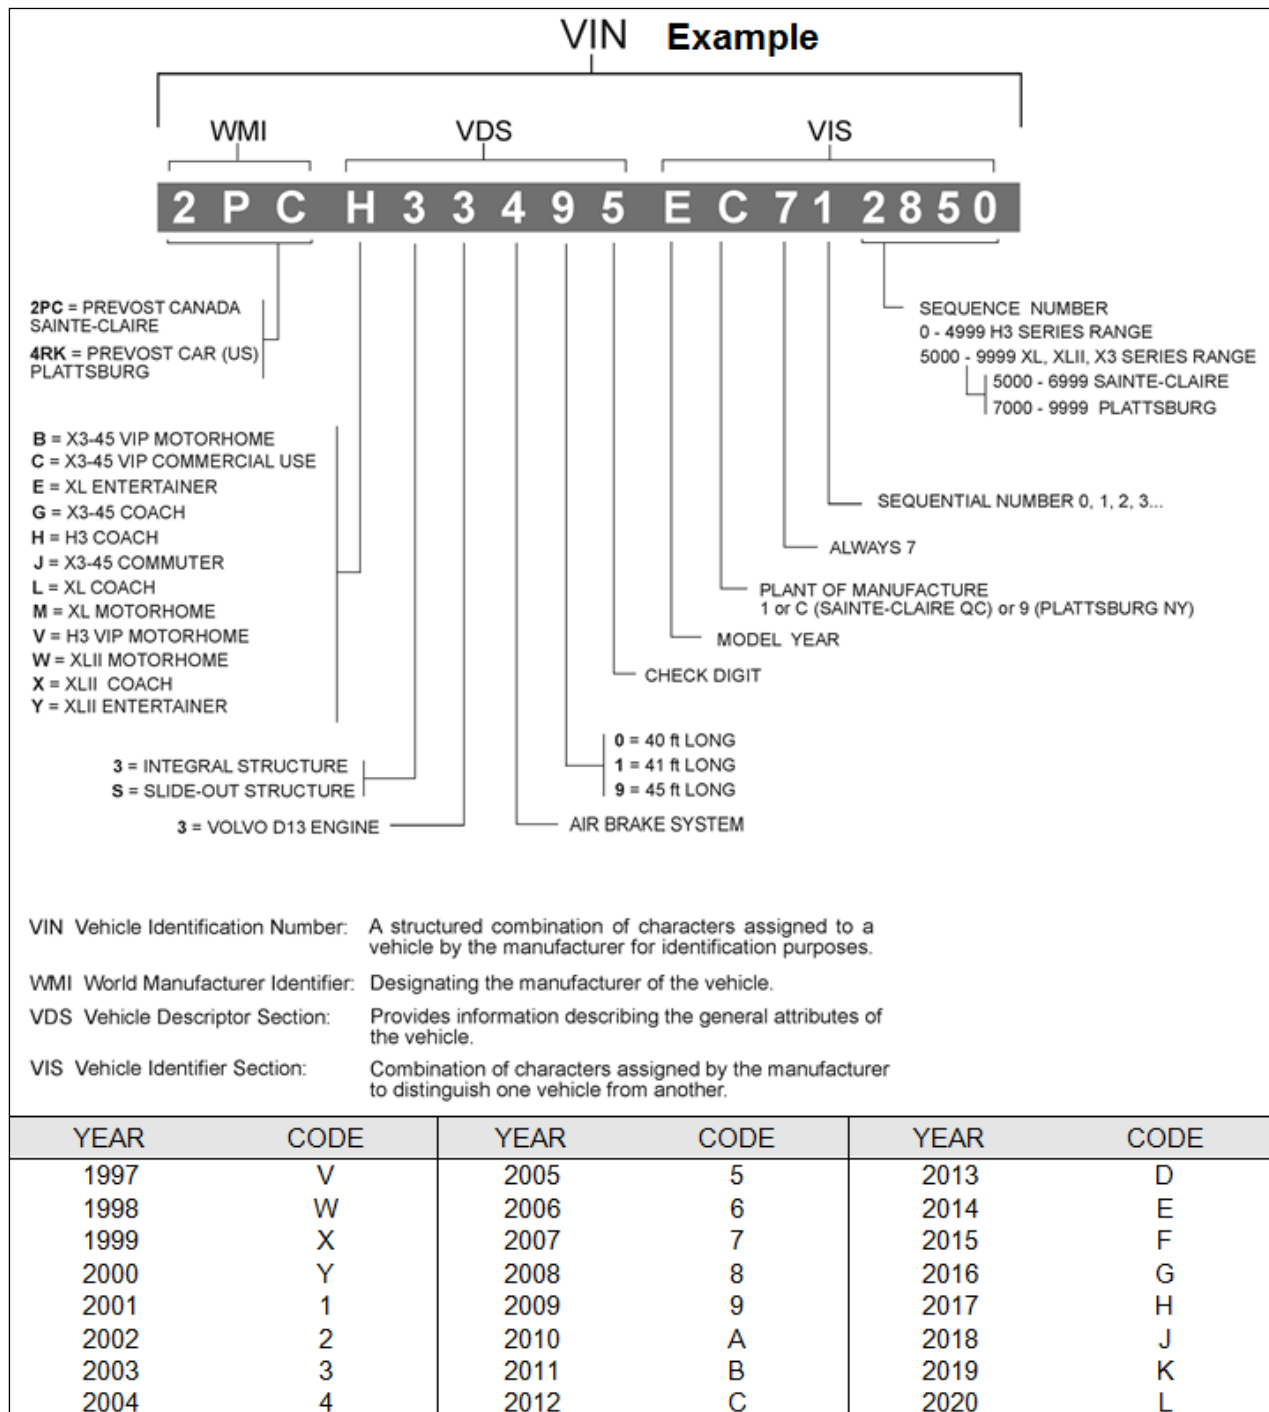 VIN Example
WMI VDS VIS
2 P C H 3 3 4 9 5 E C 7 1 2 8 5 0
2PC = PREVOST CANADA
SAINTE-CLAIRE
4RK = PREVOST CAR (US)
PLATTSBURG
SEQUENCE NUMBER
0 - 4999 H3 SERIES RANGE
5000 - 9999 XL, XLII, X3 SERIES RANGE
5000 - 6999 SAINTE-CLAIRE
7000 - 9999 PLATTSBURG
B = X3-45 VIP MOTORHOME
C = X3-45 VIP COMMERCIAL USE
E = XL ENTERTAINER
G = X3-45 COACH
H = H3 COACH
J = X3-45 COMMUTER
L = XL COACH
M = XL MOTORHOME
V = H3 VIP MOTORHOME
W = XLII MOTORHOME
X = XLII COACH
Y = XLII ENTERTAINER
SEQUENTIAL NUMBER 0, 1, 2, 3...
ALWAYS 7
PLANT OF MANUFACTURE
1 or C (SAINTE-CLAIRE QC) or 9 (PLATTSBURG NY)
MODEL YEAR
CHECK DIGIT
0 = 40 ft LONG
1 = 41 ft LONG
9 = 45 ft LONG
3 = INTEGRAL STRUCTURE
S = SLIDE-OUT STRUCTURE
3 = VOLVO D13 ENGINE
AIR BRAKE SYSTEM
VIN Vehicle Identification Number: A structured combination of characters assigned to a
vehicle by the manufacturer for identification purposes.
WMI World Manufacturer Identifier: Designating the manufacturer of the vehicle.
VDS Vehicle Descriptor Section: Provides information describing the general attributes of
the vehicle.
VIS Vehicle Identifier Section: Combination of characters assigned by the manufacturer
to distinguish one vehicle from another.
YEAR CODE YEAR CODE YEAR CODE
1997 V 2005 5 2013 D
1998 W 2006 6 2014 E
1999 X 2007 7 2015 F
2000 Y 2008 8 2016 G
2001 1 2009 9 2017 H
2002 2 2010 A 2018 J
2003 3 2011 B 2019 K
2004 4 2012 C 2020 L